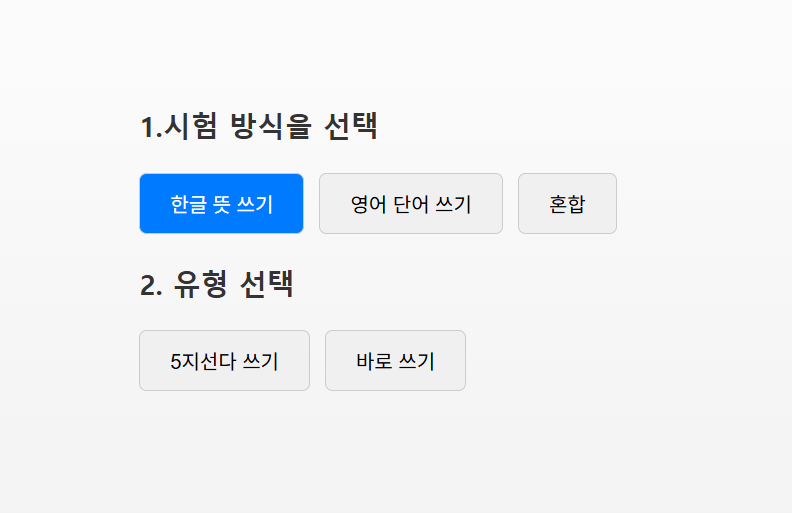 1.시험 방식을 선택
한글 뜻 쓰기 영어 단어 쓰기 혼합
2. 유형 선택
5지선다 쓰기 바로 쓰기